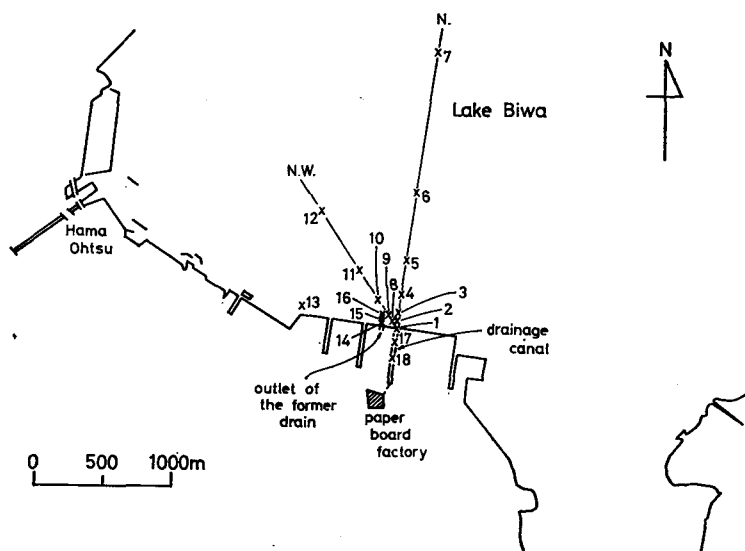 N.
7
N
Lake Biwa
N.W.
12
6
Hama
Ohtsu
10
9
8
11
5
4
3
13
16
15
2
1
14
17
drainage
canal
18
outlet of
the former
drain
paper
board
factory
0 500 1000m